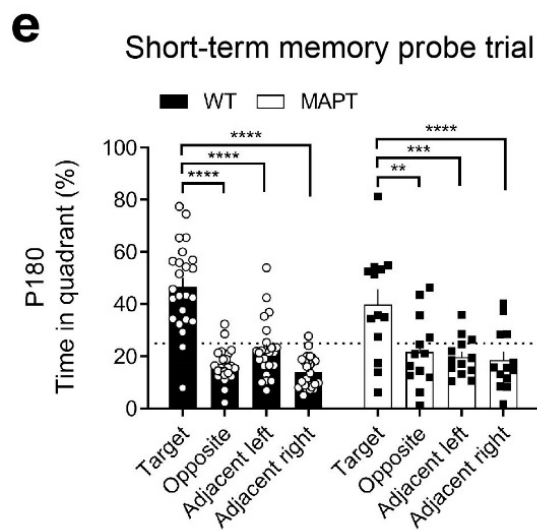 e
Short-term memory probe trial
WT MAPT
P180
Time in quadrant (%)
100
80
60
40
20
0
****
****
****
****
***
**
Target
Opposite
Adjacent left
Adjacent right
Target
Opposite
Adjacent left
Adjacent right